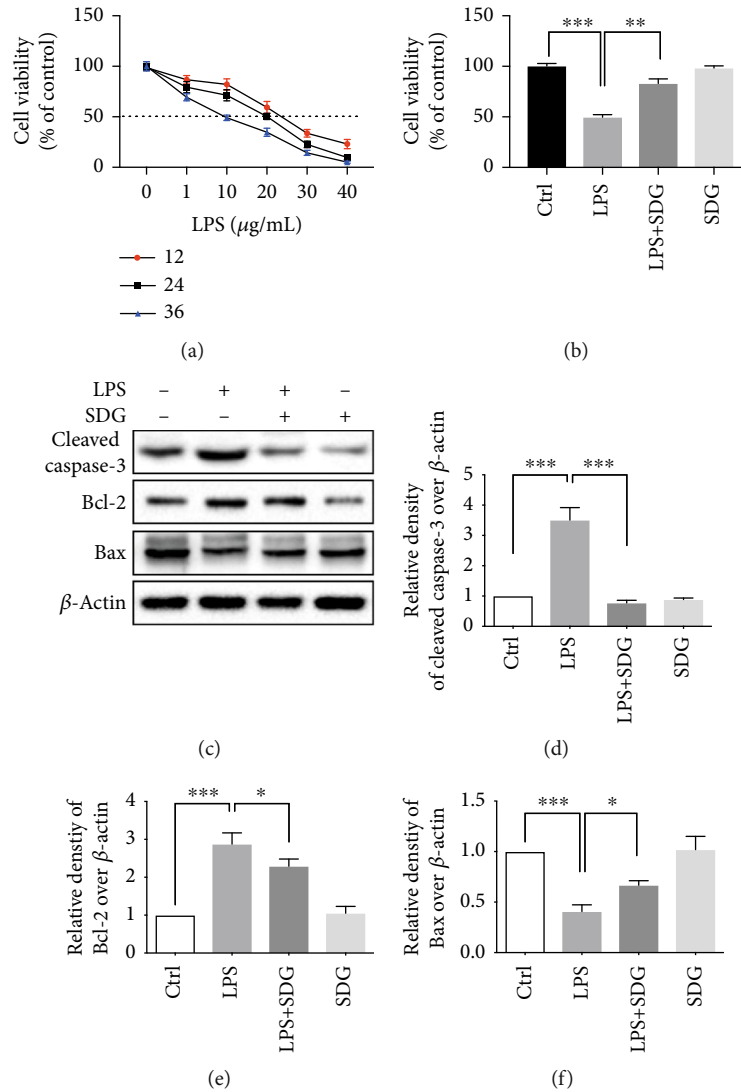 150
100
50
0
Cell viability
(% of control)
0 1 10 20 30 40
LPS (μg/mL)
12
24
36
(a)
150
100
50
0
Cell viability
(% of control)
*** **
Ctrl
LPS
LPS+SDG
SDG
(b)
LPS – + + –
SDG – – + +
Cleaved
caspase-3
Bcl-2
Bax
β-Actin
(c)
5
4
3
2
1
0
Relative density
of cleaved caspase-3 over β-actin
*** ***
Ctrl
LPS
LPS+SDG
SDG
(d)
4
3
2
1
0
Relative denstiy of
Bcl-2 over β-actin
*** *
Ctrl
LPS
LPS+SDG
SDG
(e)
1.5
1.0
0.5
0.0
Relative denstiy of
Bax over β-actin
*** *
Ctrl
LPS
LPS+SDG
SDG
(f)